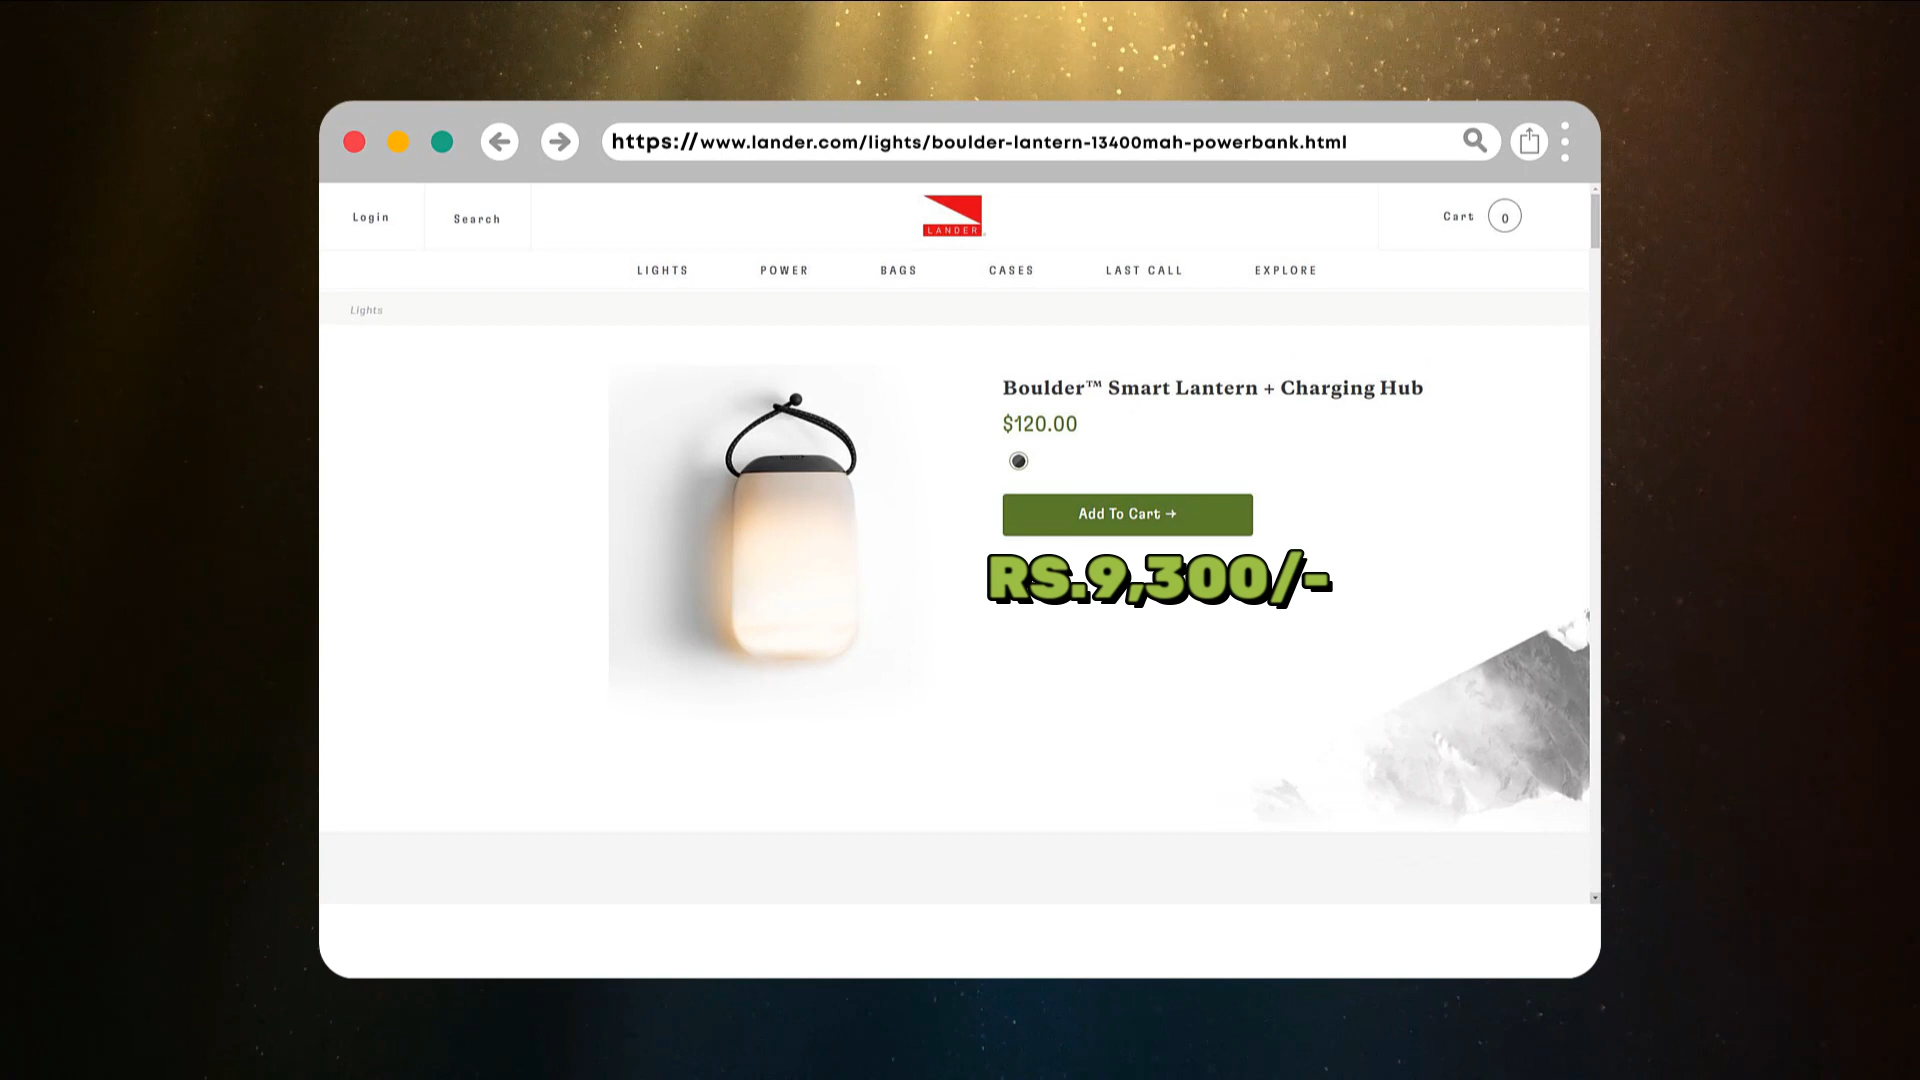 https://www.lander.com/lights/boulder-lantern-13400mah-powerbank.html
Login
Search
LANDER
Cart 0
LIGHTS POWER BAGS CASES LAST CALL EXPLORE
Lights
Boulder™ Smart Lantern + Charging Hub
$120.00
Add To Cart →
RS.9,300/-